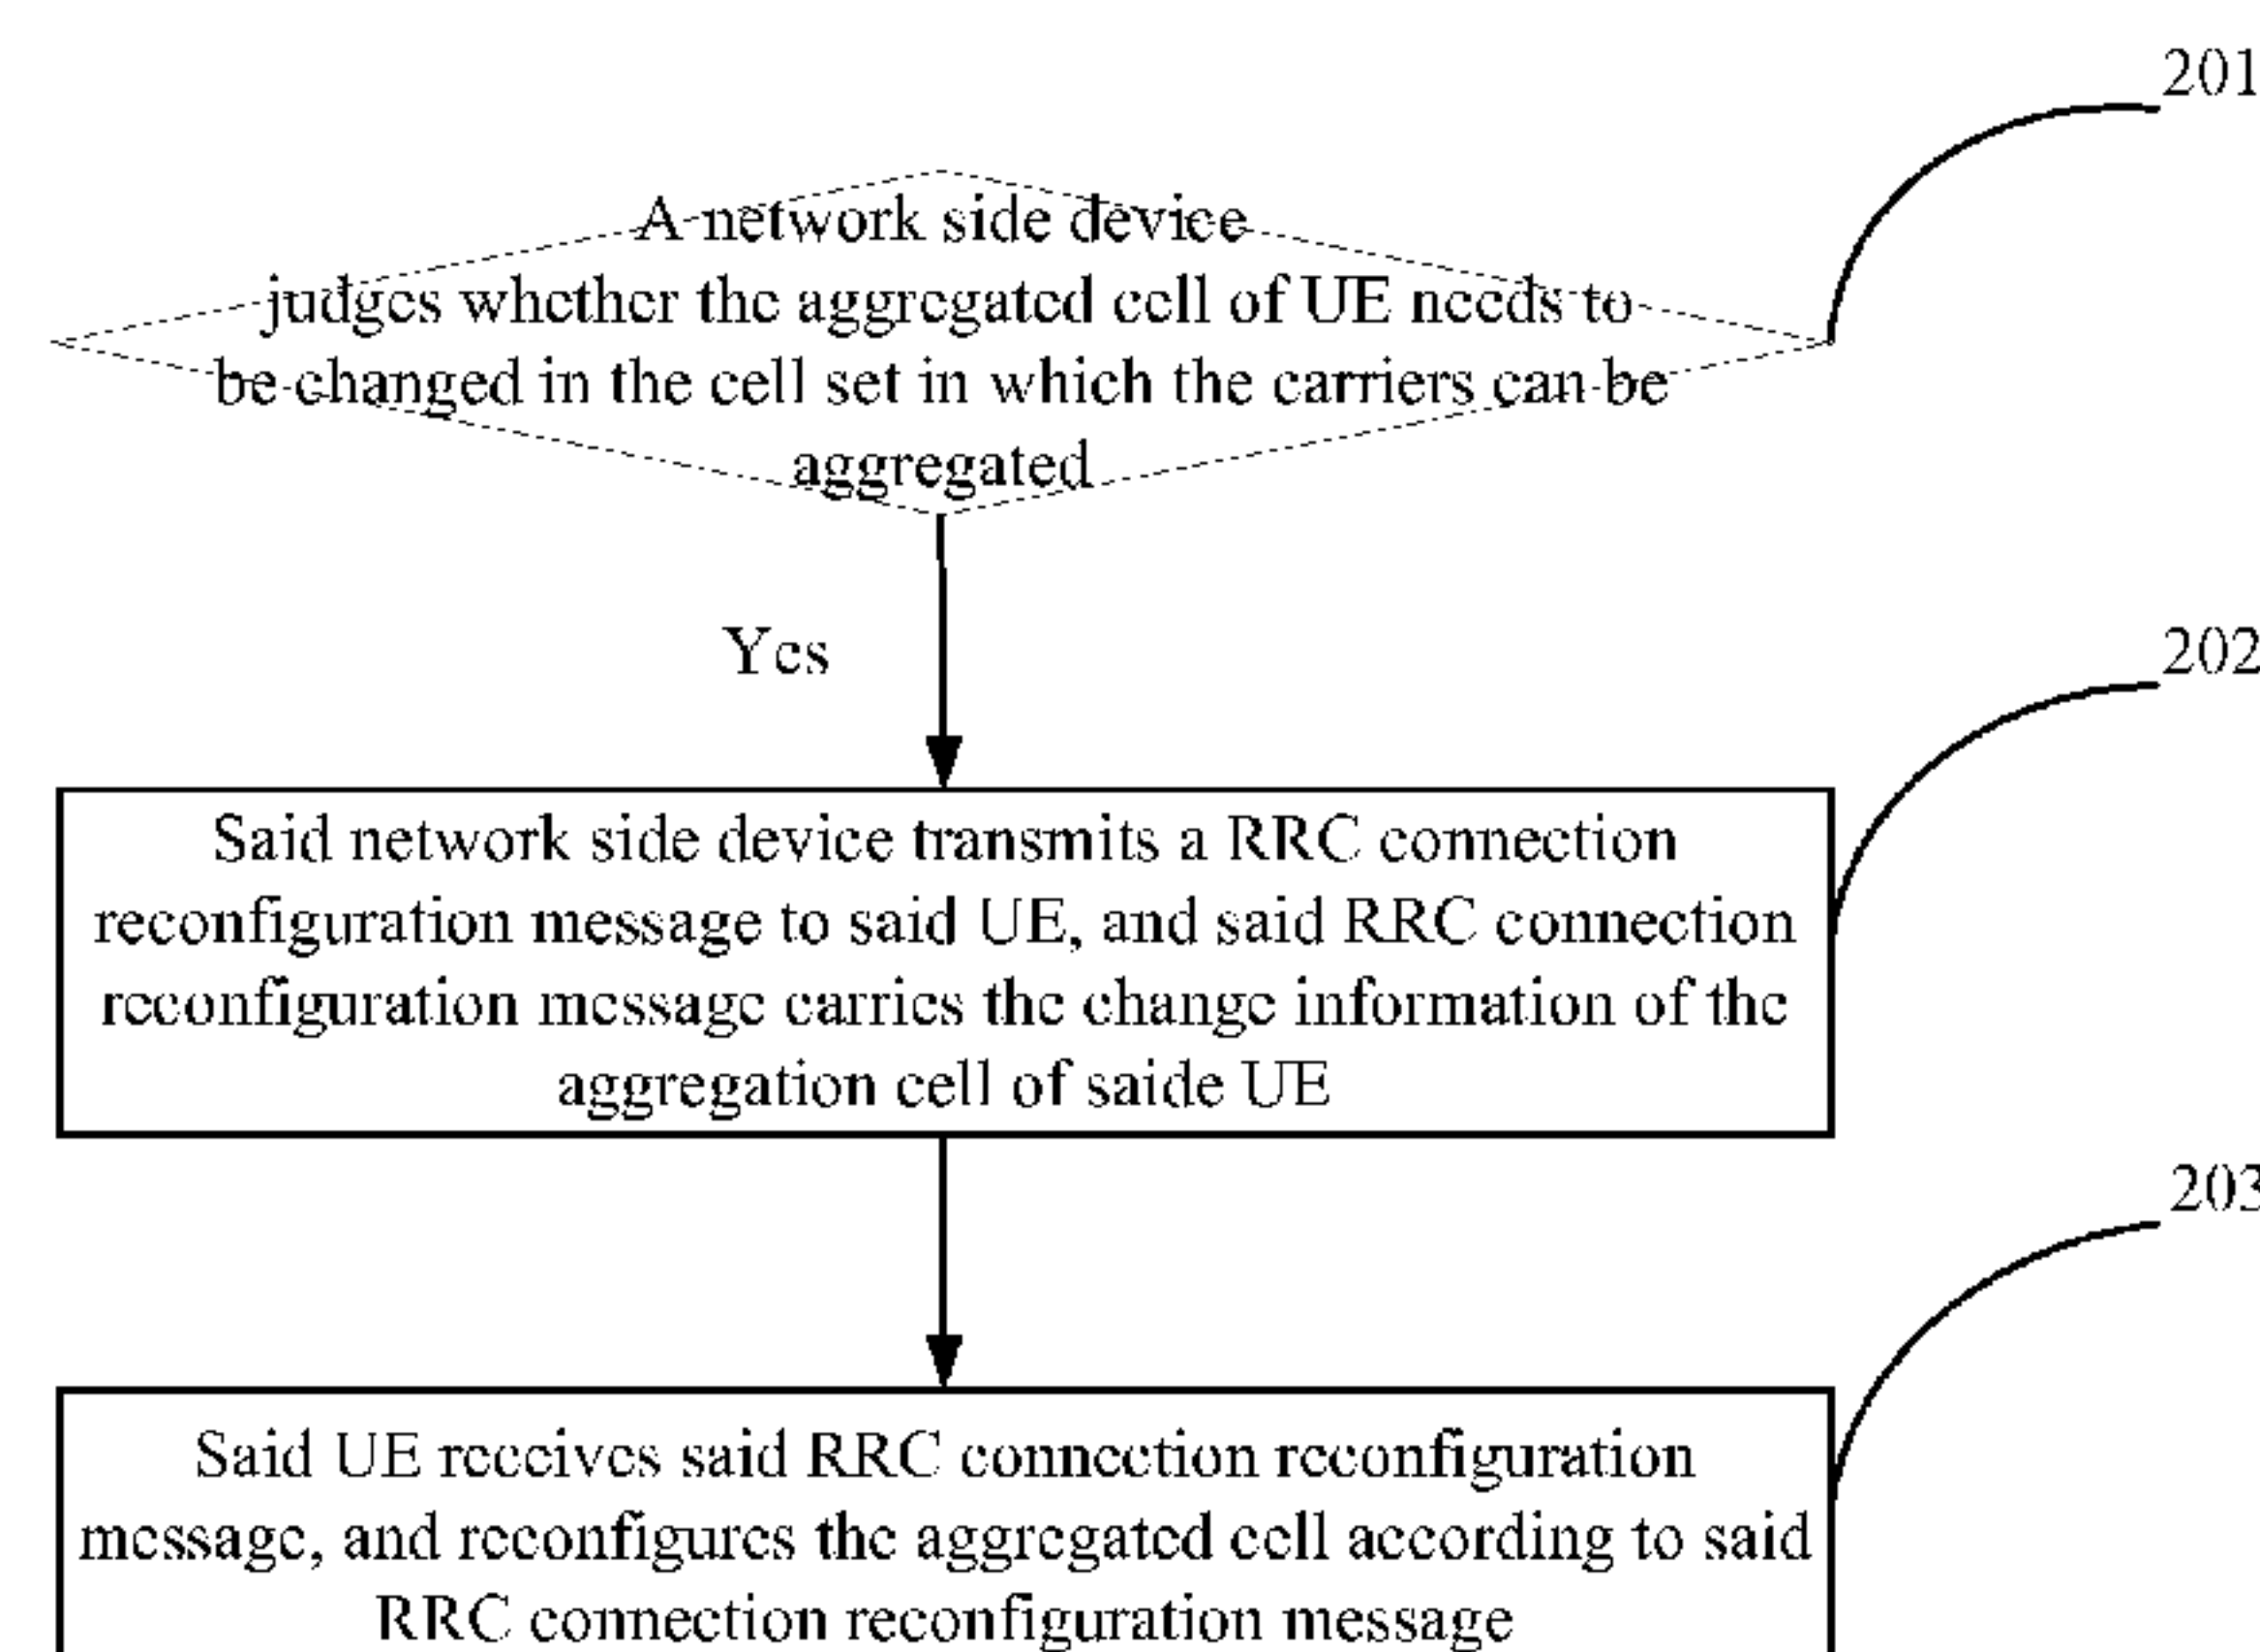 201
A network side device
judges whether the aggregated cell of UE needs to
be changed in the cell set in which the carriers can be
aggregated
Yes
202
Said network side device transmits a RRC connection
reconfiguration message to said UE, and said RRC connection
reconfiguration message carries the change information of the
aggregation cell of saide UE
203
Said UE receives said RRC connection reconfiguration
message, and reconfigures the aggregated cell according to said
RRC connection reconfiguration message